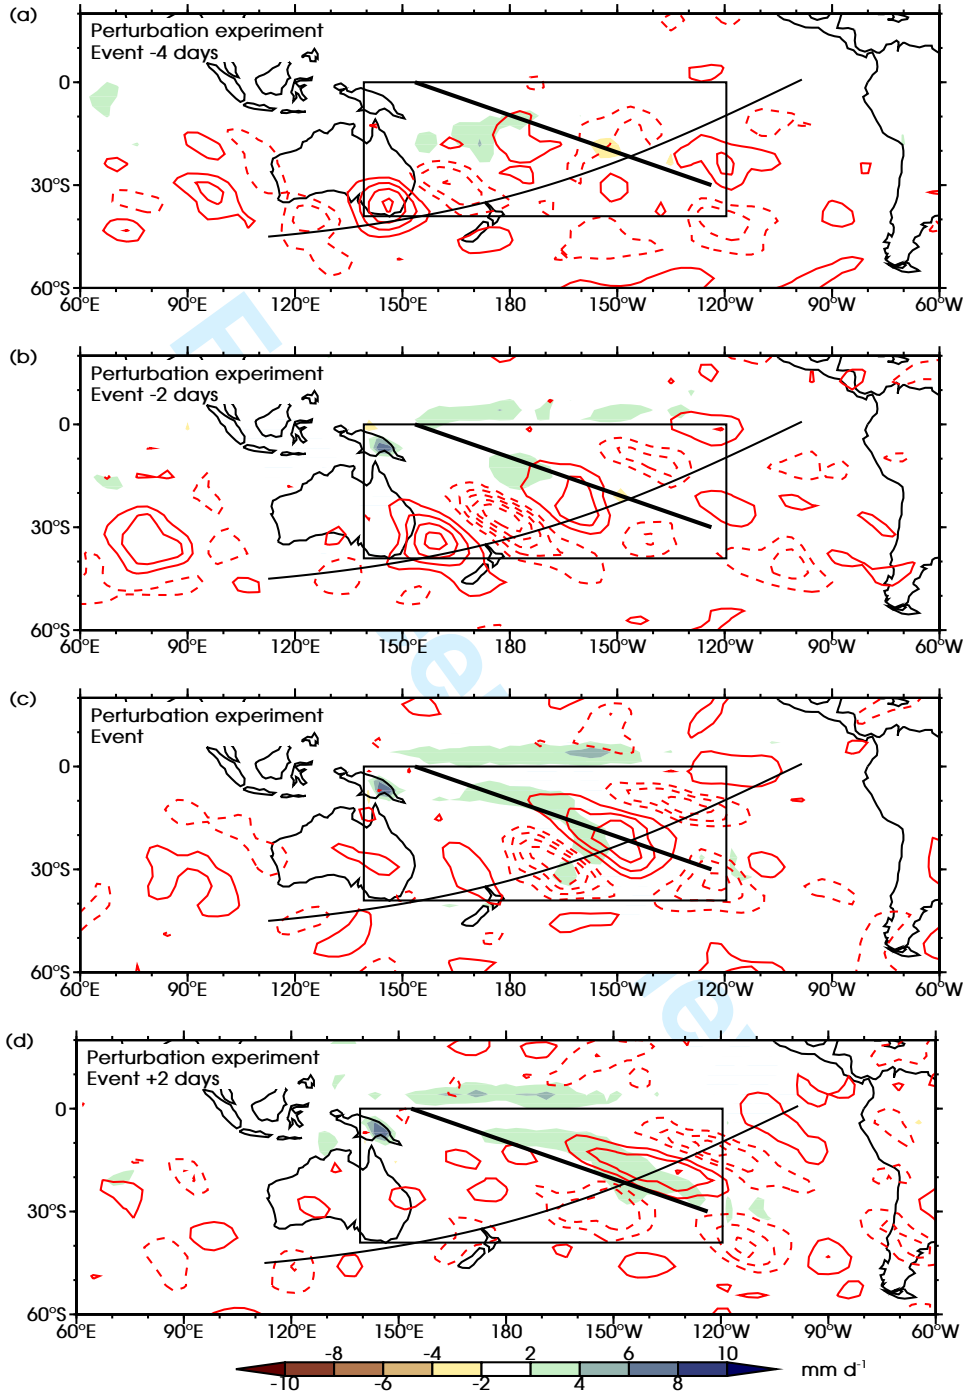 (a)
Perturbation experiment
Event -4 days
0
30°S
60°S
60°E 90°E 120°E 150°E 180 150°W 120°W 90°W 60°W
(b)
Perturbation experiment
Event -2 days
0
30°S
60°S
60°E 90°E 120°E 150°E 180 150°W 120°W 90°W 60°W
(c)
Perturbation experiment
Event
0
30°S
60°S
60°E 90°E 120°E 150°E 180 150°W 120°W 90°W 60°W
(d)
Perturbation experiment
Event +2 days
0
30°S
60°S
60°E 90°E 120°E 150°E 180 150°W 120°W 90°W 60°W
-8 -4 2 6 10
-10 -6 -2 4 8
mm d⁻¹